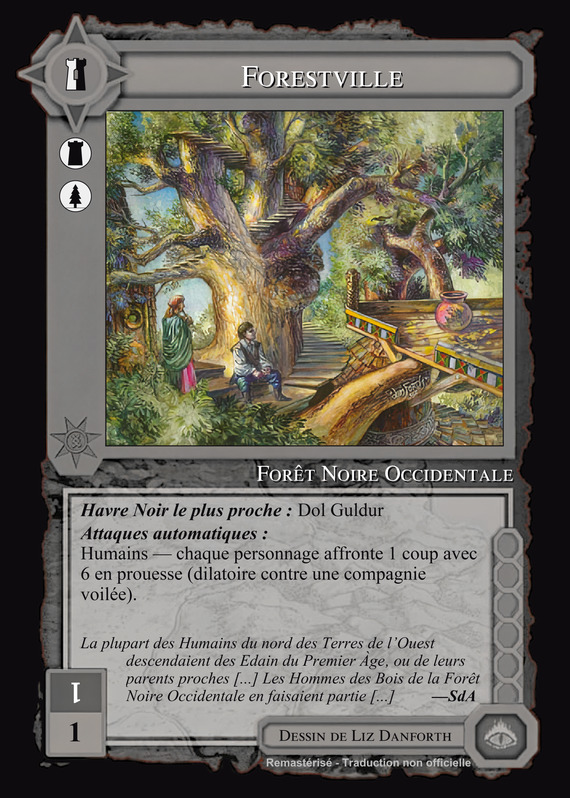 Forestville
Forêt Noire Occidentale
Havre Noir le plus proche : Dol Guldur
Attaques automatiques :
Humains — chaque personnage affronte 1 coup avec
6 en prouesse (dilatoire contre une compagnie
voilée).
La plupart des Humains du nord des Terres de l’Ouest
descendaient des Edain du Premier Âge, ou de leurs
parents proches [...] Les Hommes des Bois de la Forêt
Noire Occidentale en faisaient partie [...] —SdA
1
1
Dessin de Liz Danforth
Remastérisé - Traduction non officielle